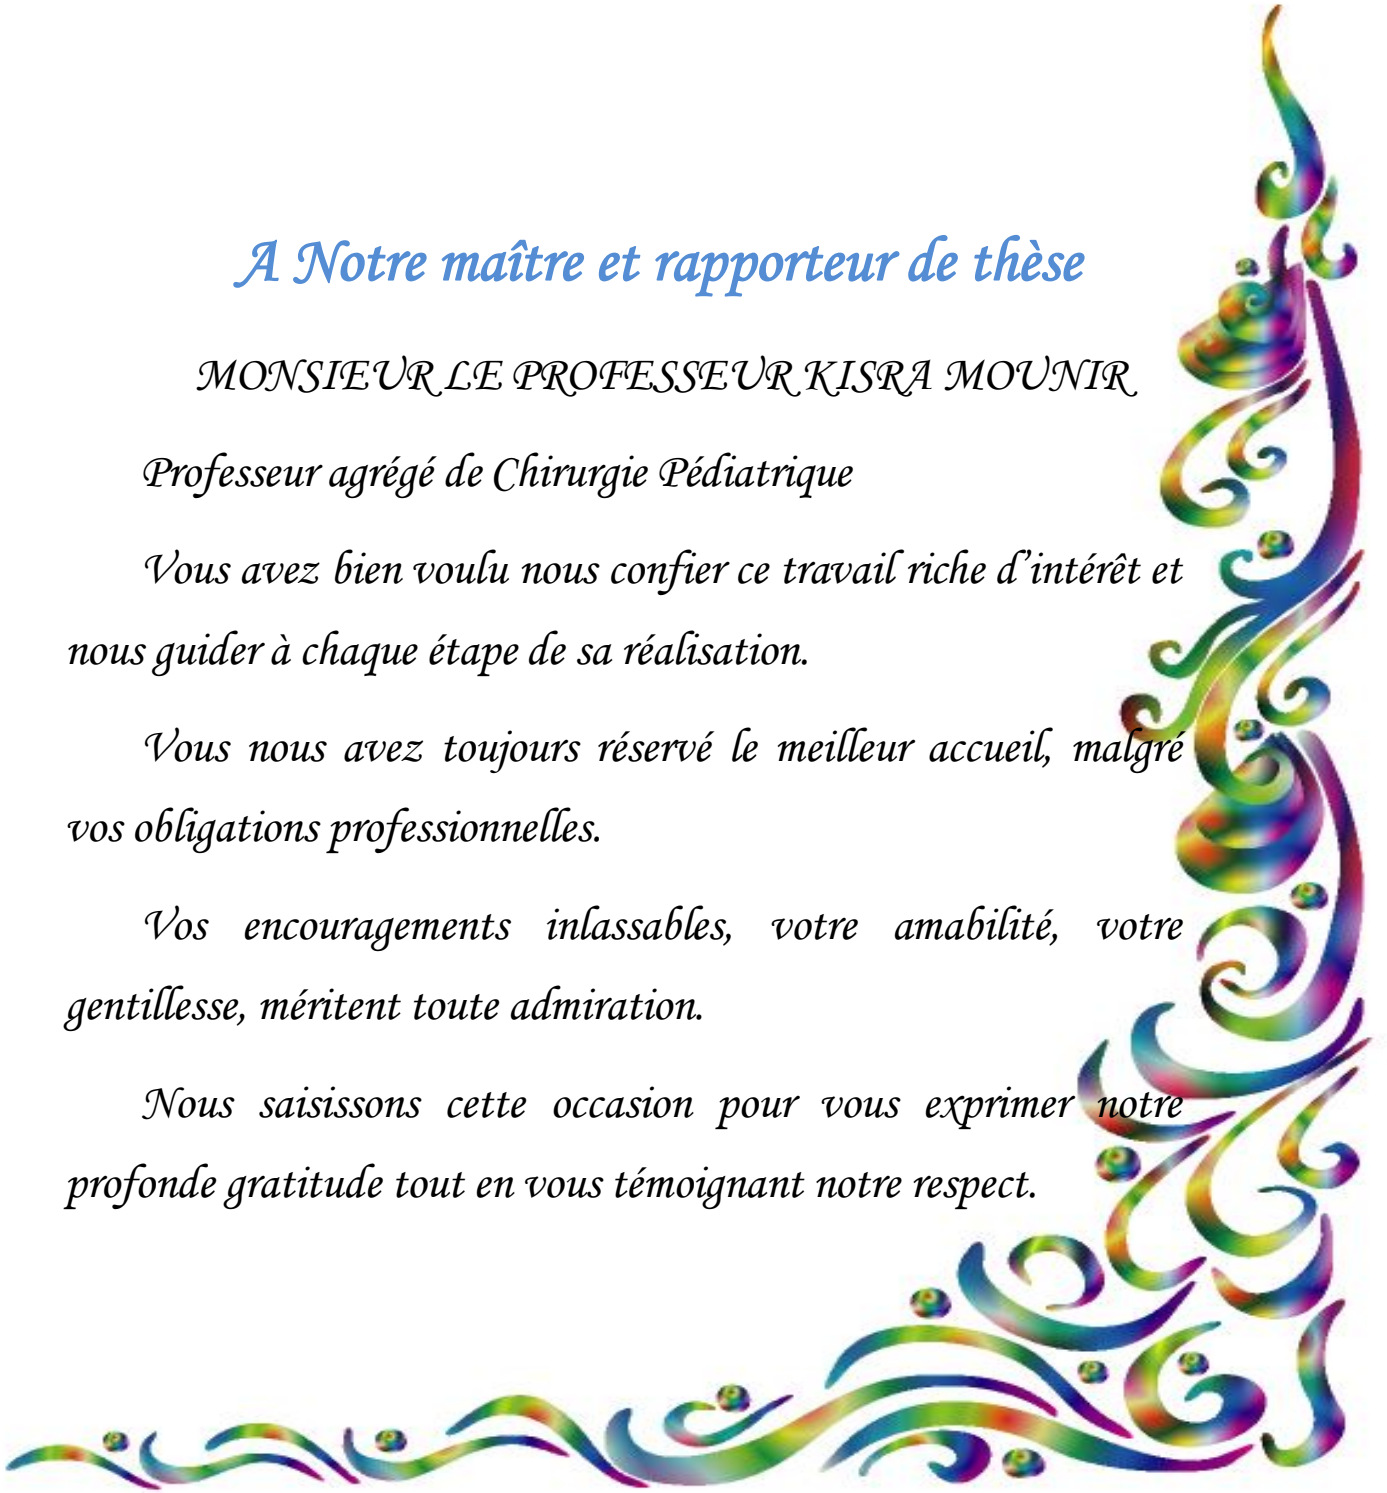 A Notre maître et rapporteur de thèse
MONSIEUR LE PROFESSEUR KISRA MOUNIR
Professeur agrégé de Chirurgie Pédiatrique
Vous avez bien voulu nous confier ce travail riche d’intérêt et
nous guider à chaque étape de sa réalisation.
Vous nous avez toujours réservé le meilleur accueil, malgré
vos obligations professionnelles.
Vos encouragements inlassables, votre amabilité, votre
gentillesse, méritent toute admiration.
Nous saisissons cette occasion pour vous exprimer notre
profonde gratitude tout en vous témoignant notre respect.